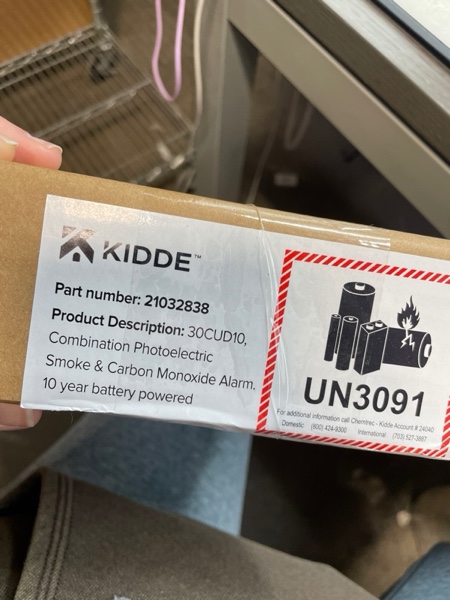 KIDDE™
Part number: 21032838
Product Description: 30CUD10,
Combination Photoelectric
Smoke & Carbon Monoxide Alarm.
10 year battery powered
UN3091
For additional information call Chemtrec - Kidde Account # 24040
Domestic (800) 424-9300 International (703) 527-3887